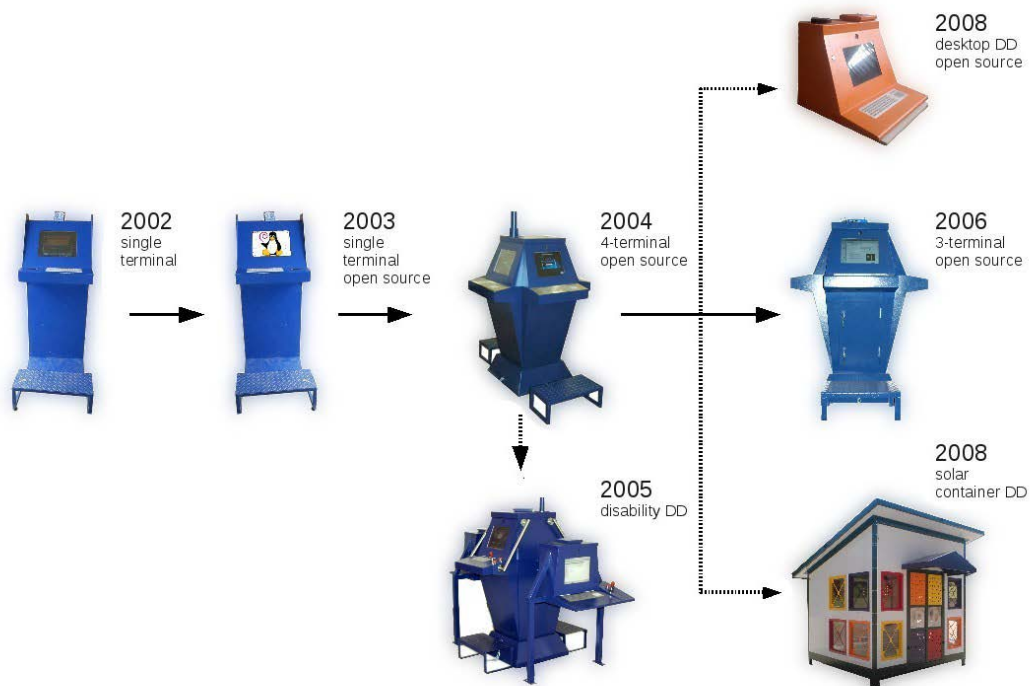 2008
desktop DD
open source
2002
single
terminal
2003
single
terminal
open source
2004
4-terminal
open source
2006
3-terminal
open source
2005
disability DD
2008
solar
container DD